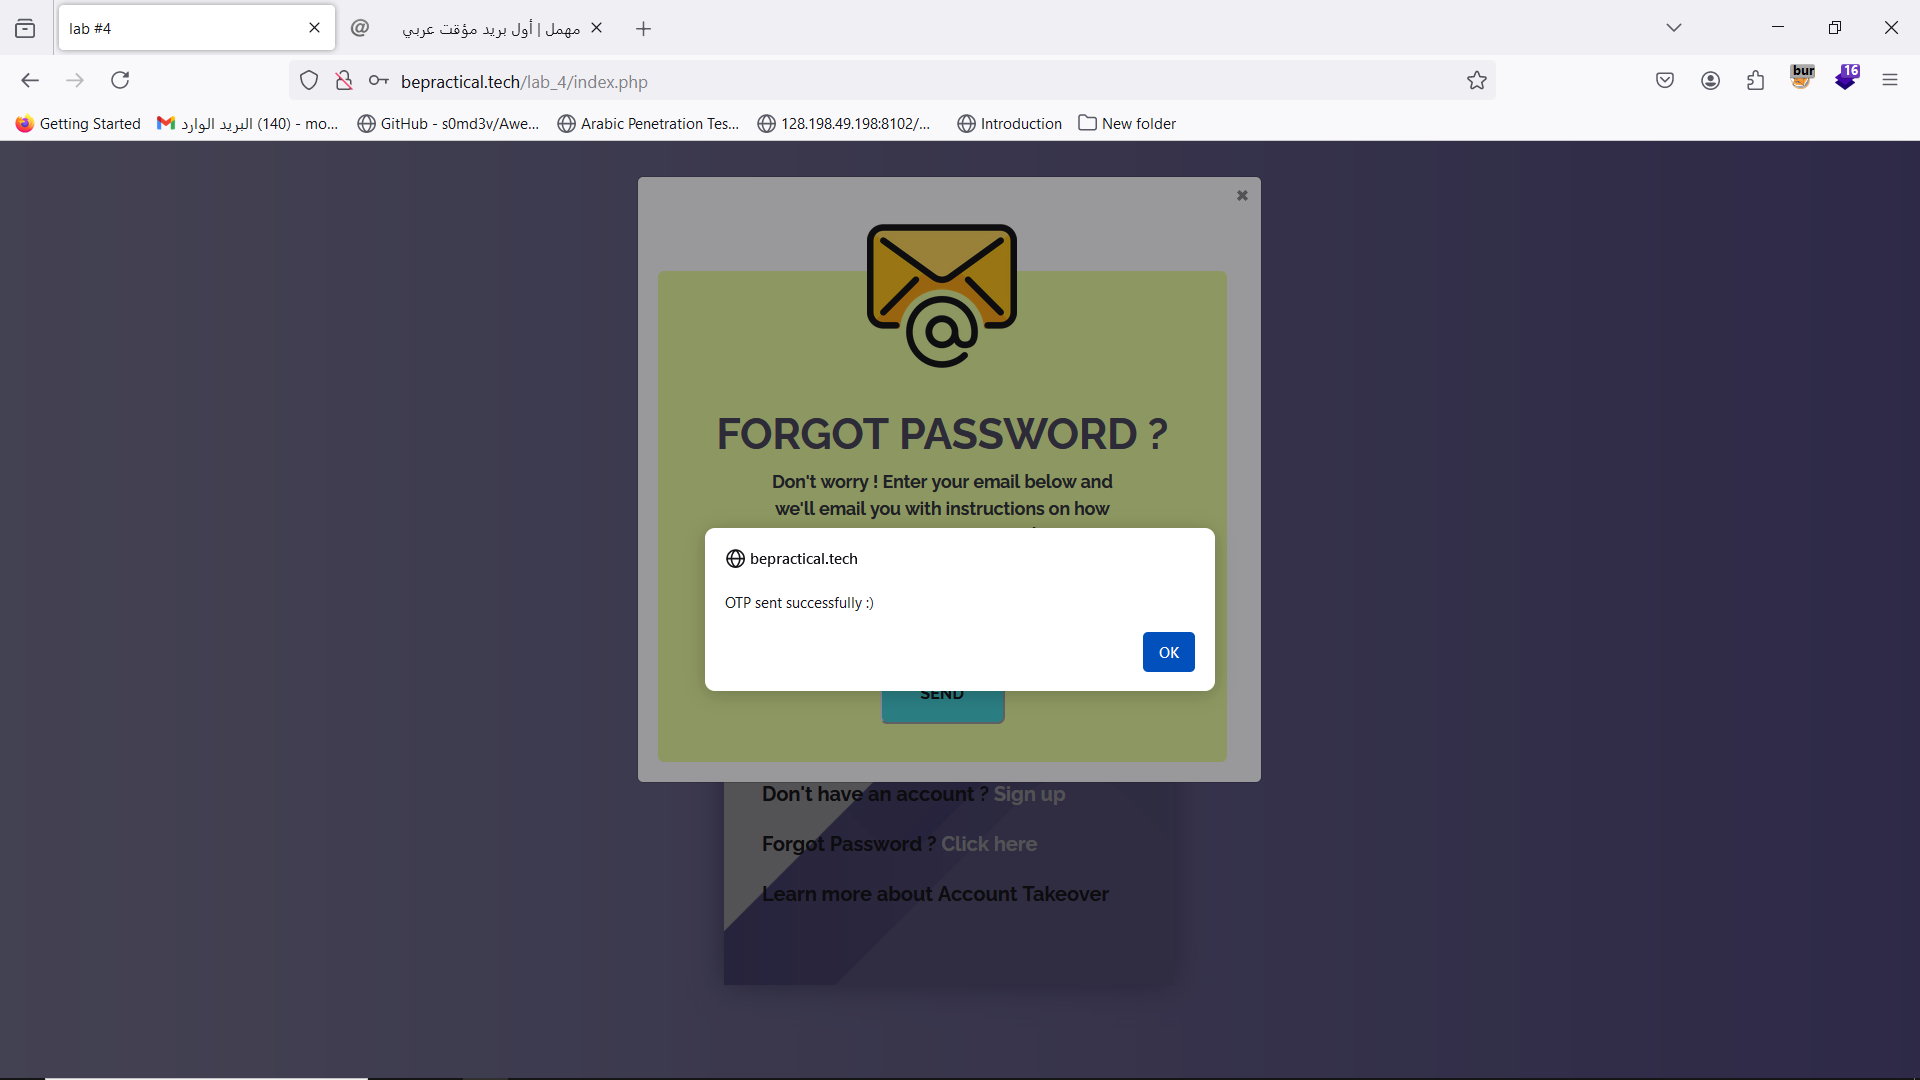 lab #4
مهمل | أول بريد مؤقت عربي
bepractical.tech/lab_4/index.php
bur
16
Getting Started
البريد الوارد (140) - mo...
GitHub - s0md3v/Awe...
Arabic Penetration Tes...
128.198.49.198:8102/...
Introduction
New folder
FORGOT PASSWORD ?
Don't worry ! Enter your email below and
we'll email you with instructions on how
bepractical.tech
OTP sent successfully :)
OK
SEND
Don't have an account ? Sign up
Forgot Password ? Click here
Learn more about Account Takeover